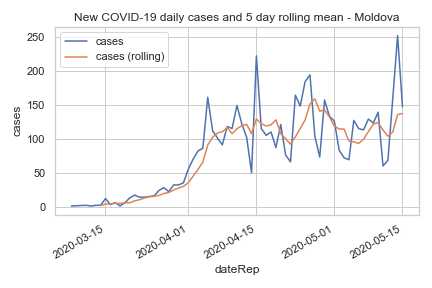 New COVID-19 daily cases and 5 day rolling mean - Moldova
cases
cases (rolling)
250
200
150
100
50
0
cases
2020-03-15
2020-04-01
2020-04-15
2020-05-01
2020-05-15
dateRep